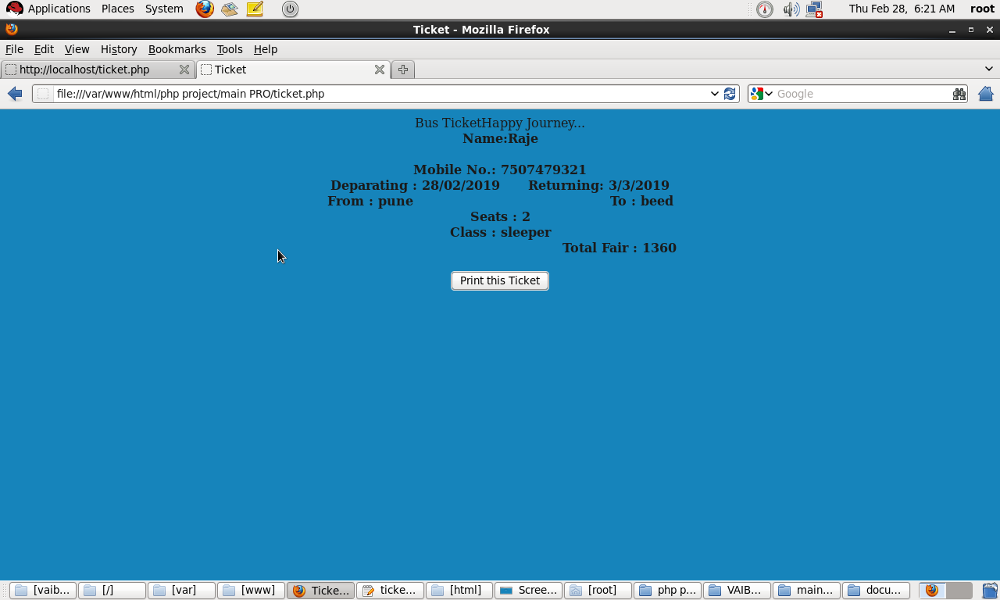 Applications Places System Thu Feb 28, 6:21 AM root
Ticket - Mozilla Firefox
File Edit View History Bookmarks Tools Help
http://localhost/ticket.php Ticket
file:///var/www/html/php project/main PRO/ticket.php Google
Bus TicketHappy Journey...
Name:Raje
Mobile No.: 7507479321
Deparating : 28/02/2019 Returning: 3/3/2019
From : pune To : beed
Seats : 2
Class : sleeper
Total Fair : 1360
Print this Ticket
[vaib... [/] [var] [www] Ticke... ticke... [html] Scree... [root] php p... VAIB... main... docu...